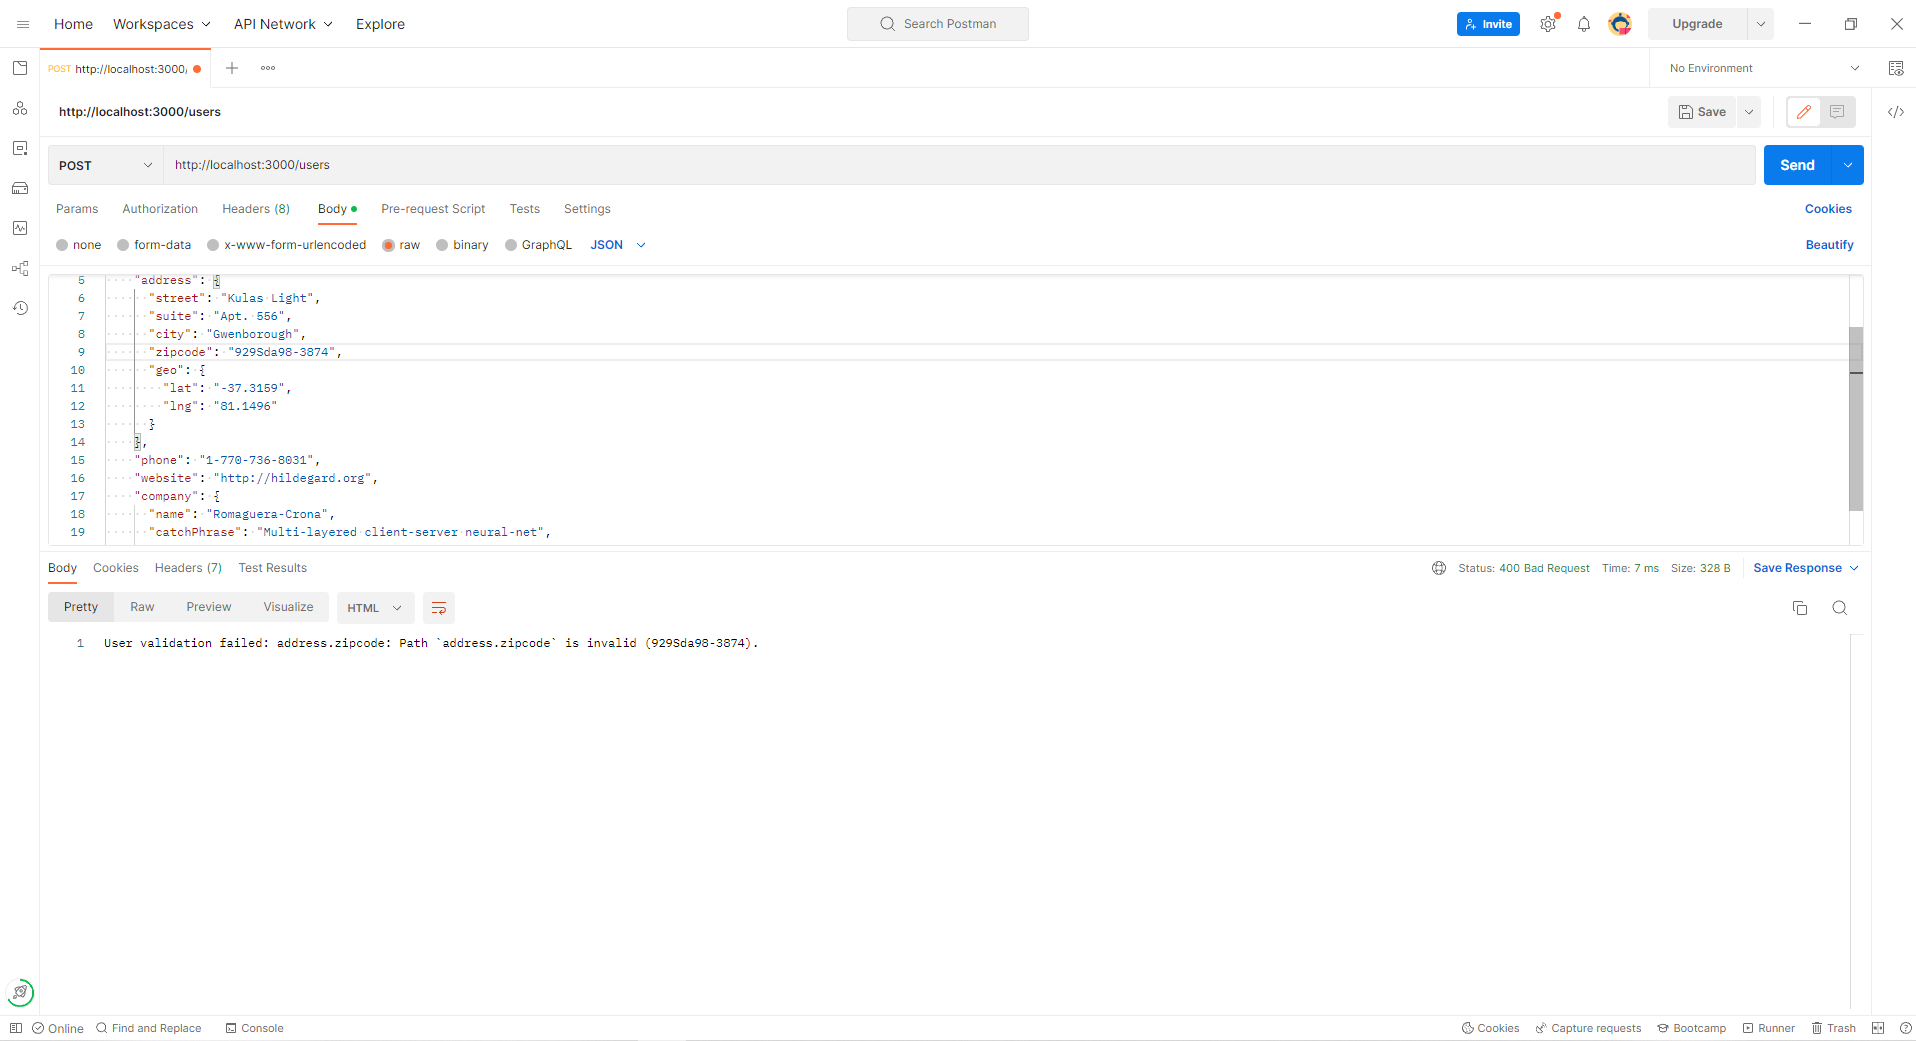 Home Workspaces API Network Explore Search Postman Invite Upgrade
POST http://localhost:3000/ No Environment
http://localhost:3000/users Save
POST http://localhost:3000/users Send
Params Authorization Headers (8) Body Pre-request Script Tests Settings Cookies
none form-data x-www-form-urlencoded raw binary GraphQL JSON Beautify
5 "address": {
6 "street": "Kulas Light",
7 "suite": "Apt. 556",
8 "city": "Gwenborough",
9 "zipcode": "929Sda98-3874",
10 "geo": {
11 "lat": "-37.3159",
12 "lng": "81.1496"
13 }
14 },
15 "phone": "1-770-736-8031",
16 "website": "http://hildegard.org",
17 "company": {
18 "name": "Romaguera-Crona",
19 "catchPhrase": "Multi-layered client-server neural-net",
Body Cookies Headers (7) Test Results Status: 400 Bad Request Time: 7 ms Size: 328 B Save Response
Pretty Raw Preview Visualize HTML
1 User validation failed: address.zipcode: Path `address.zipcode` is invalid (929Sda98-3874).
Online Find and Replace Console Cookies Capture requests Bootcamp Runner Trash